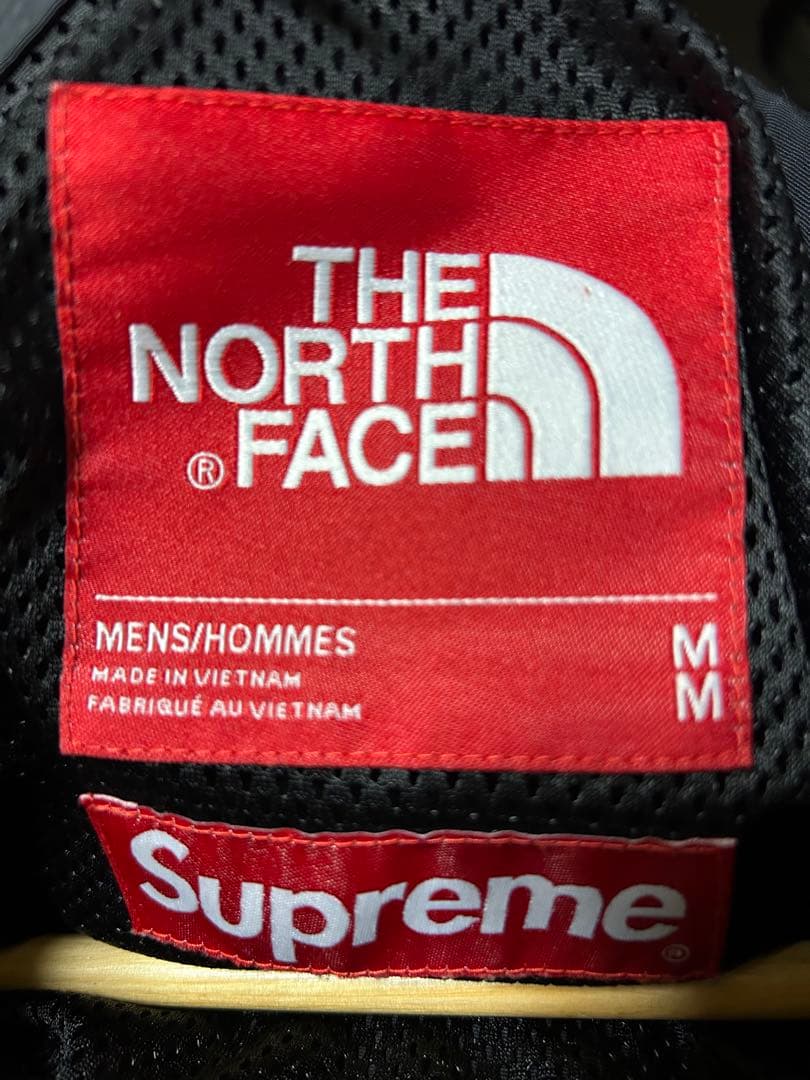 THE
NORTH
® FACE
MENS/HOMMES M
MADE IN VIETNAM M
FABRIQUÉ AU VIETNAM
Supreme ®